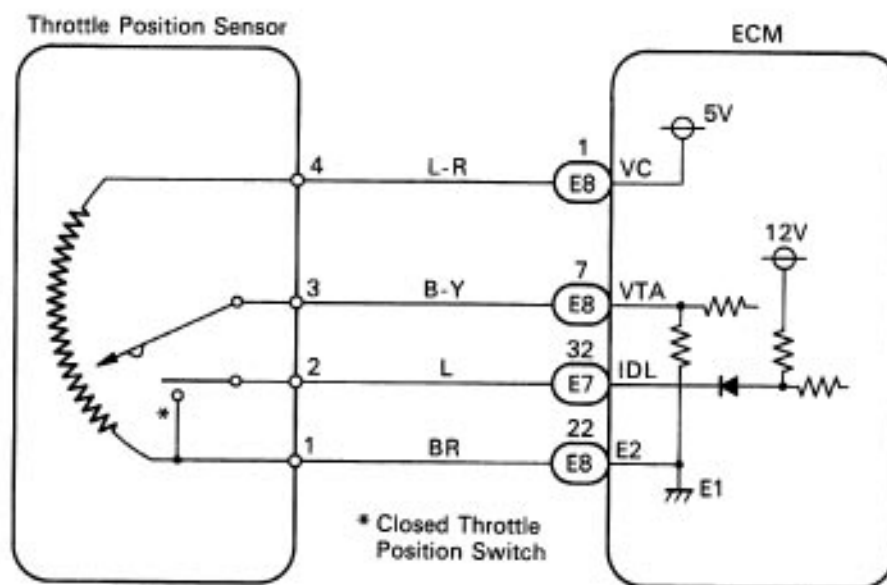 Throttle Position Sensor
ECM
5V
1
4
L-R
E8
VC
12V
7
3
B-Y
E8
VTA
32
2
L
E7
IDL
*
22
1
BR
E8
E2
E1
* Closed Throttle
Position Switch